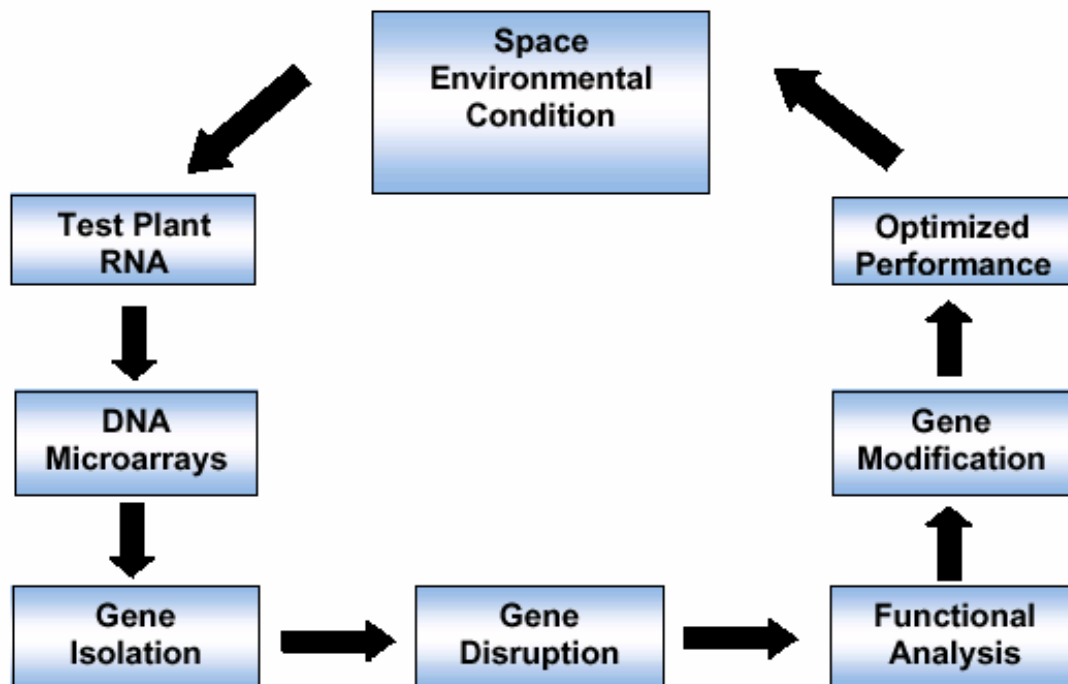 Space
Environmental
Condition
Test Plant
RNA
Optimized
Performance
DNA
Microarrays
Gene
Modification
Gene
Isolation
Gene
Disruption
Functional
Analysis